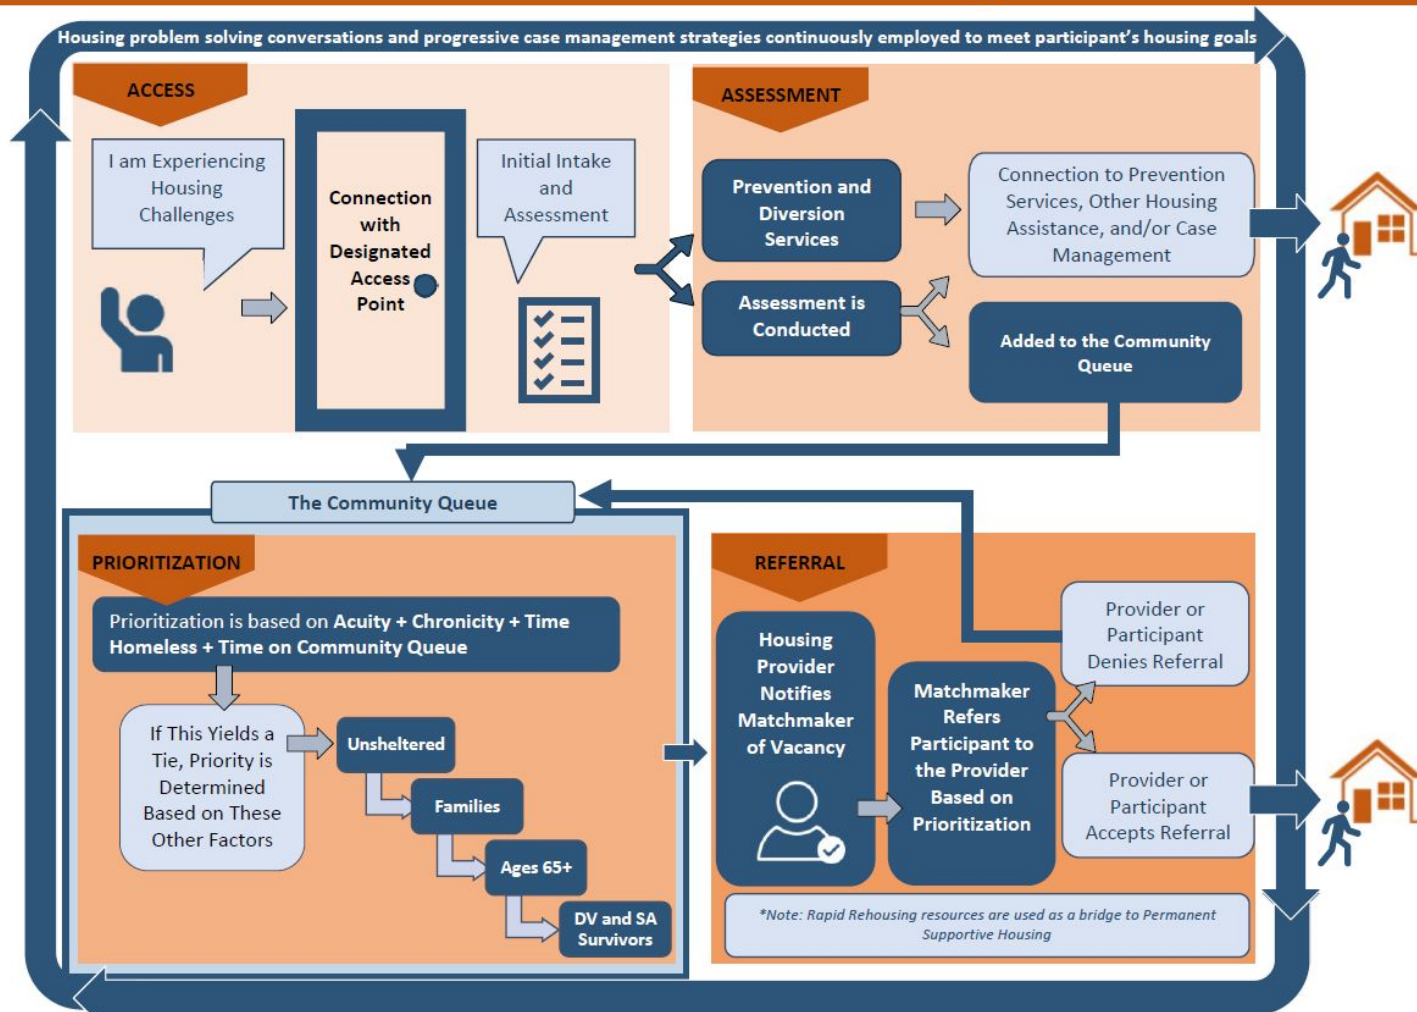 Housing problem solving conversations and progressive case management strategies continuously employed to meet participant's housing goals
ACCESS
I am Experiencing
Housing
Challenges
Connection
with
Designated
Access
Point
Initial Intake
and
Assessment
ASSESSMENT
Prevention and
Diversion
Services
Connection to Prevention
Services, Other Housing
Assistance, and/or Case
Management
Assessment is
Conducted
Added to the Community
Queue
The Community Queue
PRIORITIZATION
Prioritization is based on Acuity + Chronicity + Time
Homeless + Time on Community Queue
If This Yields a
Tie, Priority is
Determined
Based on These
Other Factors
Unsheltered
Families
Ages 65+
DV and SA
Survivors
REFERRAL
Housing
Provider
Notifies
Matchmaker
of Vacancy
Matchmaker
Refers
Participant to
the Provider
Based on
Prioritization
Provider or
Participant
Denies Referral
Provider or
Participant
Accepts Referral
*Note: Rapid Rehousing resources are used as a bridge to Permanent
Supportive Housing